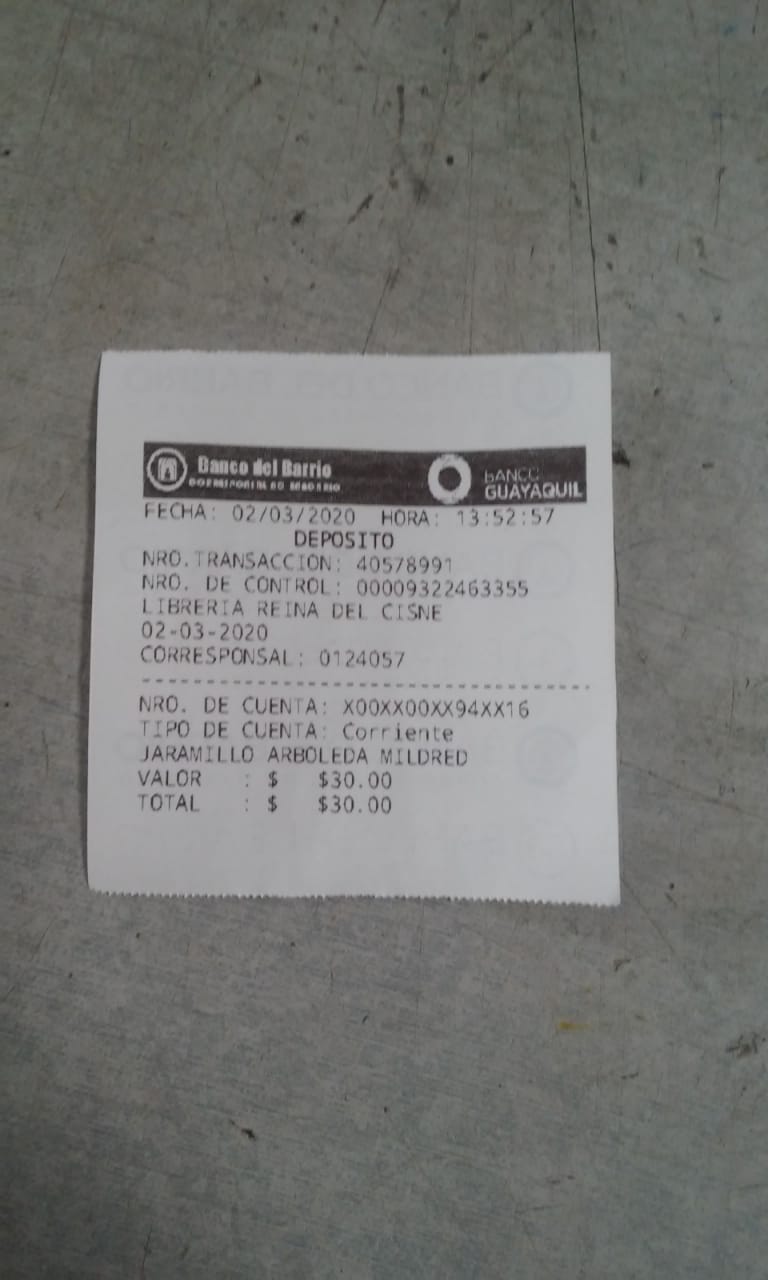 Banco del Barrio
BANCO
GUAYAQUIL
FECHA: 02/03/2020 HORA: 13:52:57
DEPOSITO
NRO.TRANSACCION: 40578991
NRO. DE CONTROL: 00009322463355
LIBRERIA REINA DEL CISNE
02-03-2020
CORRESPONSAL: 0124057
NRO. DE CUENTA: X00XX00XX94XX16
TIPO DE CUENTA: Corriente
JARAMILLO ARBOLEDA MILDRED
VALOR : $ $30.00
TOTAL : $ $30.00